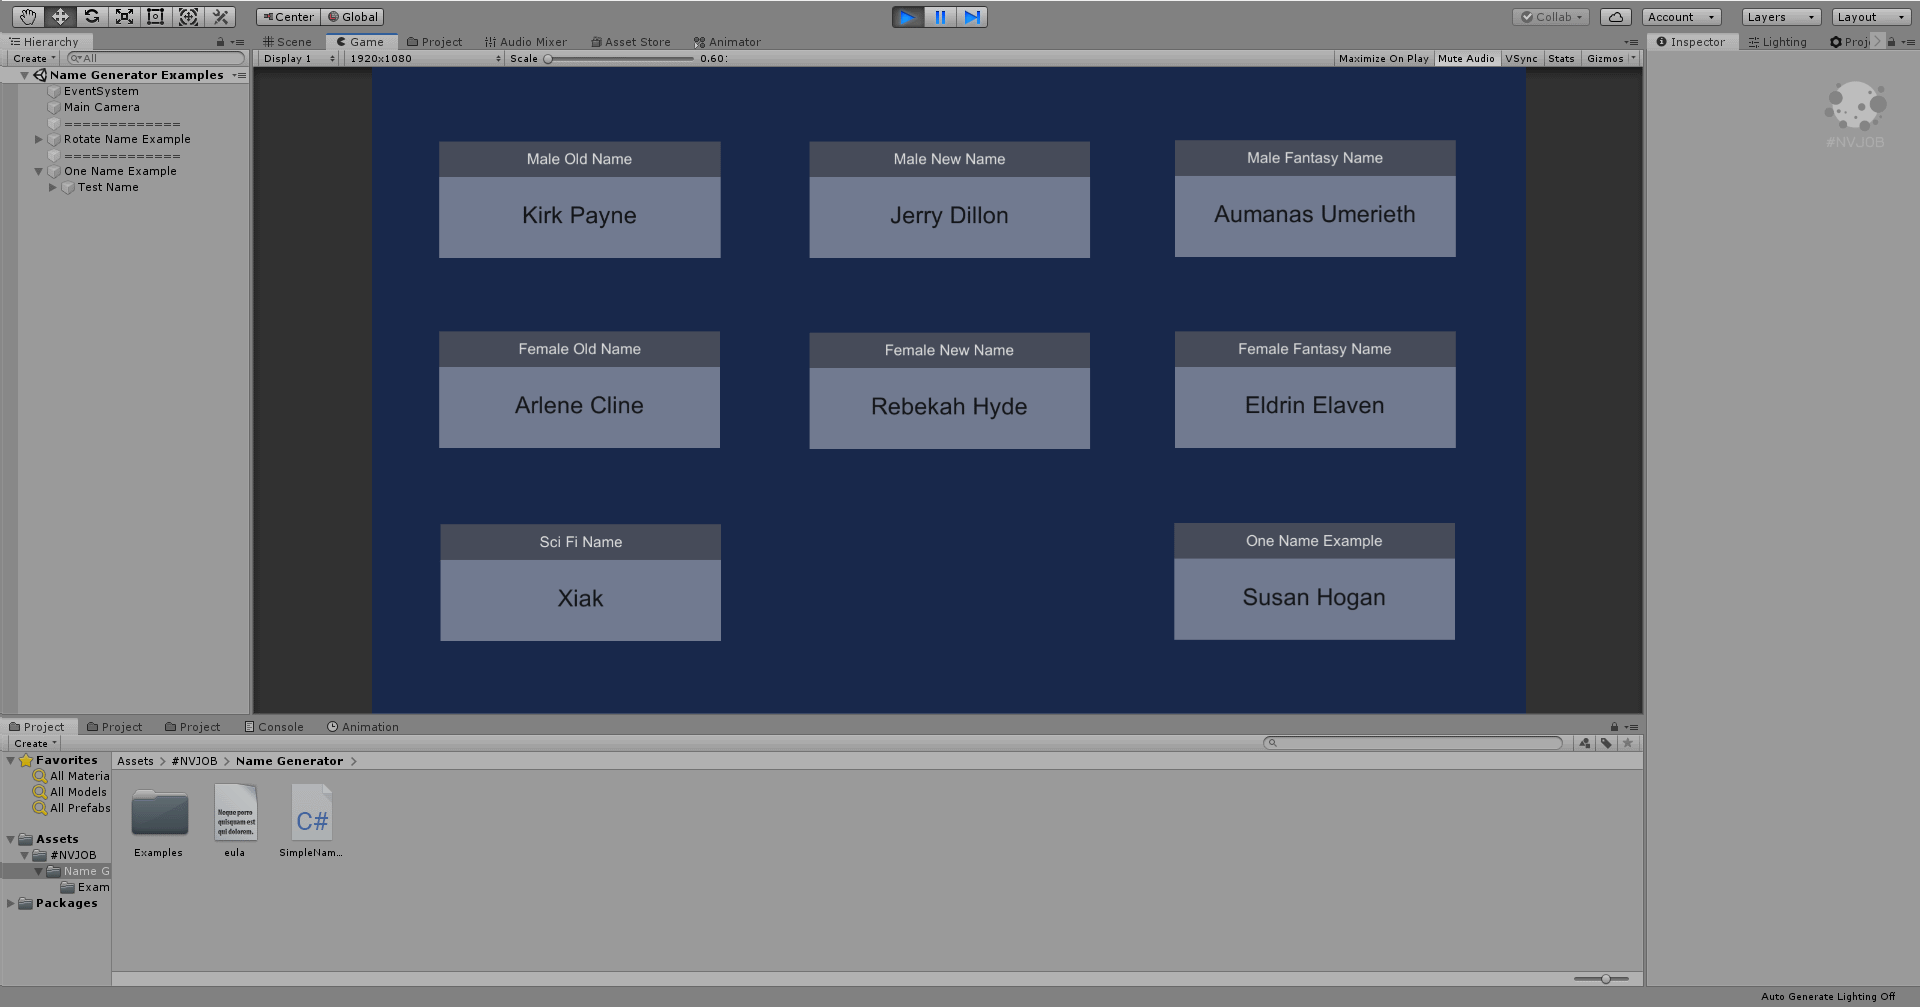 Center
Global
Collab
Account
Layers
Layout
Hierarchy
Scene
Game
Project
Audio Mixer
Asset Store
Animator
Inspector
Lighting
Proj
Create
All
Display 1
1920x1080
Scale
0.60:
Maximize On Play
Mute Audio
VSync
Stats
Gizmos
Name Generator Examples
EventSystem
Main Camera
=============
Rotate Name Example
=============
One Name Example
Test Name
#NVJOB
Male Old Name
Kirk Payne
Male New Name
Jerry Dillon
Male Fantasy Name
Aumanas Umerieth
Female Old Name
Arlene Cline
Female New Name
Rebekah Hyde
Female Fantasy Name
Eldrin Elaven
Sci Fi Name
Xiak
One Name Example
Susan Hogan
Project
Project
Project
Console
Animation
Create
Favorites
All Materia
All Models
All Prefabs
Assets
#NVJOB
Name G
Exam
Packages
Assets > #NVJOB > Name Generator >
Neque porro
quisquam est
qui dolorem.
C#
Examples
eula
SimpleNam...
Auto Generate Lighting Off